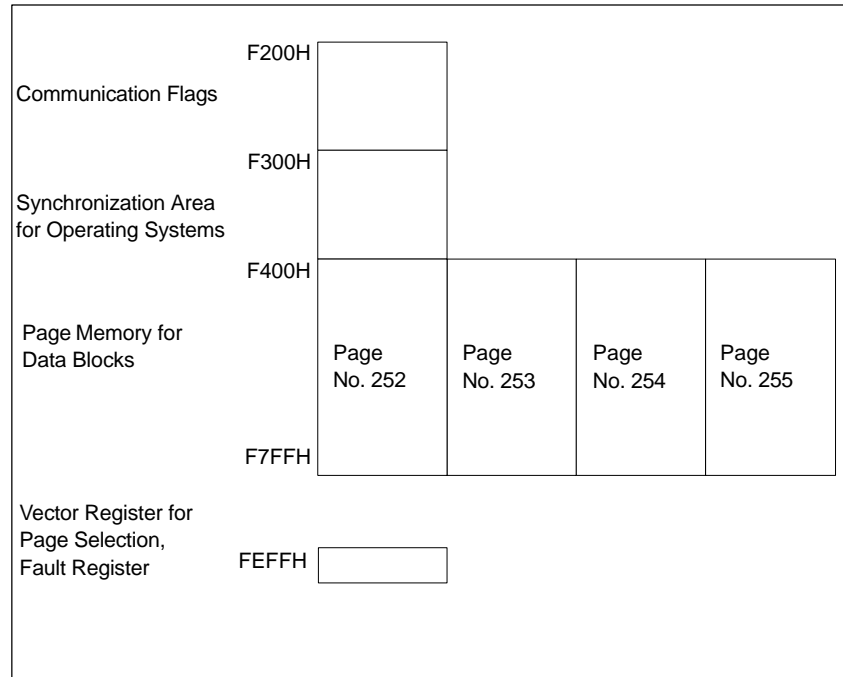 F200H
Communication Flags
F300H
Synchronization Area
for Operating Systems
F400H
Page Memory for
Data Blocks
Page
No. 252
Page
No. 253
Page
No. 254
Page
No. 255
F7FFH
Vector Register for
Page Selection,
Fault Register
FEFFH